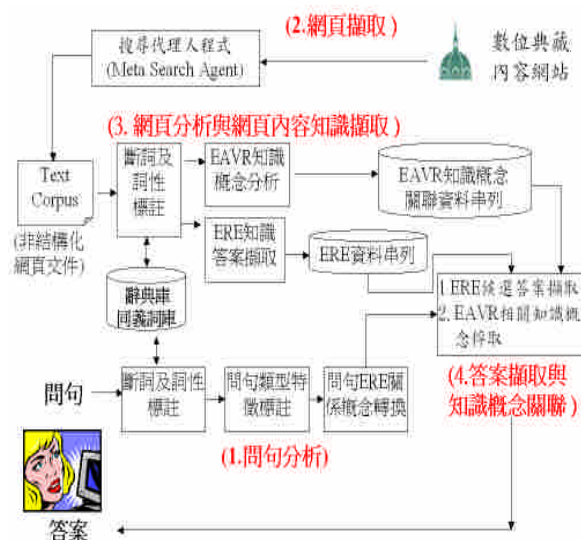 (2.網頁擷取)
搜尋代理人程式
(Meta Search Agent)
數位典藏
內容網站
(3. 網頁分析與網頁內容知識擷取)
Text
Corpus
(非結構化
網頁文件)
斷詞及
詞性
標註
EAVR知識
概念分析
EAVR知識概念
關聯資料串列
ERE知識
答案擷取
ERE資料串列
辭典庫
同義詞庫
1.ERE候選答案擷取
2. EAVR相關知識概
念擷取
問句
斷詞及詞性
標註
問句類型特
徵標註
問句ERE關
係概念轉換
(4.答案擷取與
知識概念關聯)
(1.問句分析)
答案